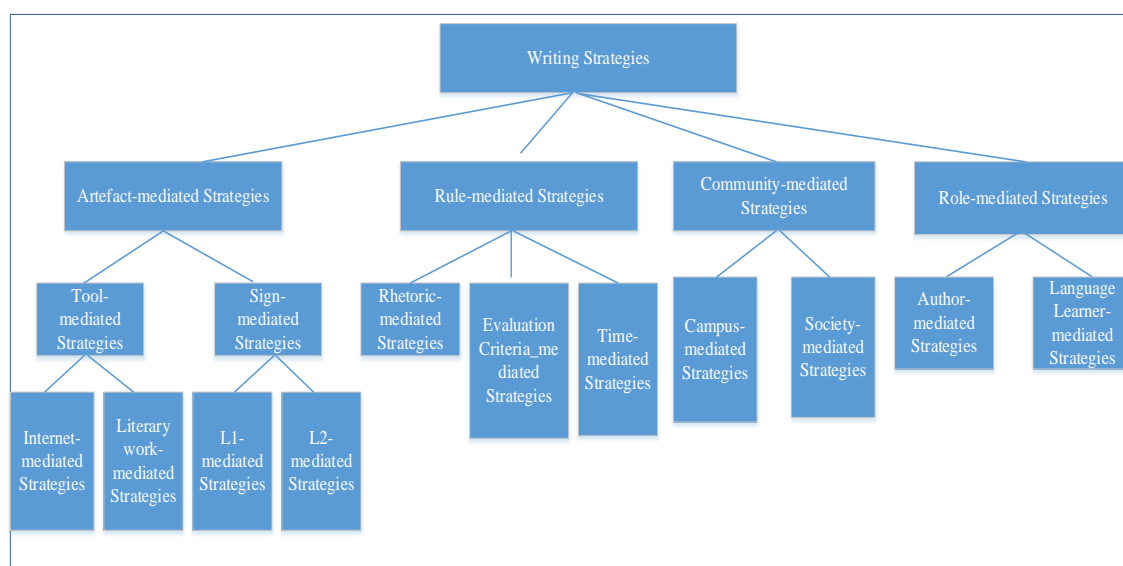 Writing Strategies
Artefact-mediated Strategies
Rule-mediated Strategies
Community-mediated
Strategies
Role-mediated Strategies
Tool-
mediated
Strategies
Sign-
mediated
Strategies
Rhetoric-
mediated
Strategies
Evaluation
Criteria_me
diated
Strategies
Time-
mediated
Strategies
Campus-
mediated
Strategies
Society-
mediated
Strategies
Author-
mediated
Strategies
Language
Learner-
mediated
Strategies
Internet-
mediated
Strategies
Literary
work-
mediated
Strategies
L1-
mediated
Strategies
L2-
mediated
Strategies